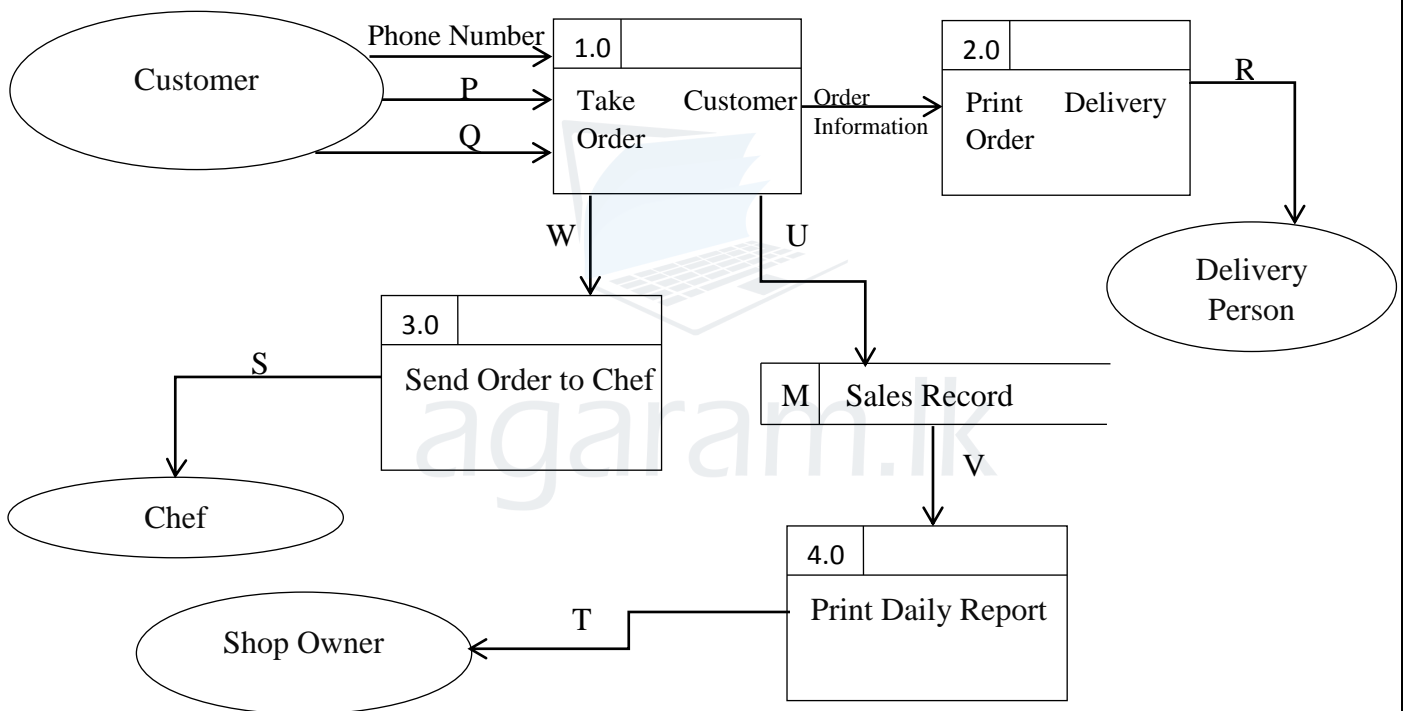 Phone Number
Customer
P
Q
1.0
Take Customer
Order
Order
Information
2.0
Print Delivery
Order
R
W
U
Delivery
Person
3.0
Send Order to Chef
S
M Sales Record
V
Chef
4.0
Print Daily Report
T
Shop Owner
agaram.lk